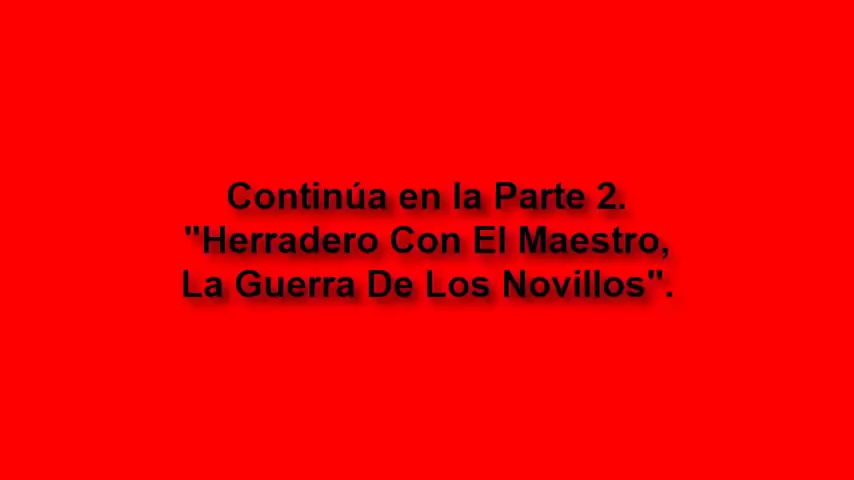 Continúa en la Parte 2.
"Herradero Con El Maestro,
La Guerra De Los Novillos".